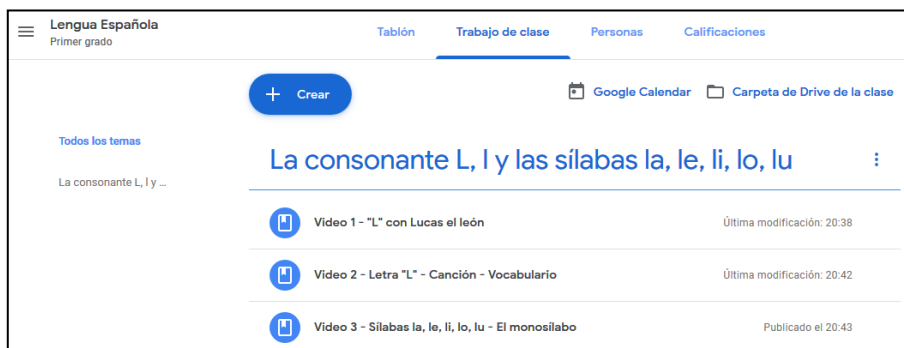 Lengua Española
Primer grado
Tablón Trabajo de clase Personas Calificaciones
Crear
Google Calendar Carpeta de Drive de la clase
Todos los temas
La consonante L, l y ...
La consonante L, l y las sílabas la, le, li, lo, lu
Video 1 - "L" con Lucas el león Última modificación: 20:38
Video 2 - Letra "L" - Canción - Vocabulario Última modificación: 20:42
Video 3 - Sílabas la, le, li, lo, lu - El monosílabo Publicado el 20:43